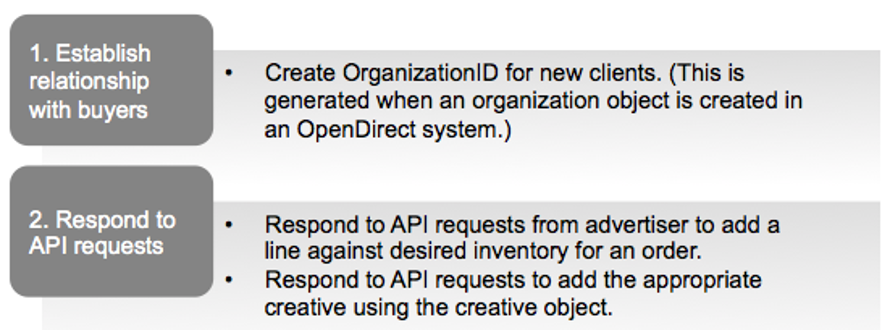 1. Establish
relationship
with buyers
• Create OrganizationID for new clients. (This is
generated when an organization object is created in
an OpenDirect system.)
2. Respond to
API requests
• Respond to API requests from advertiser to add a
line against desired inventory for an order.
• Respond to API requests to add the appropriate
creative using the creative object.